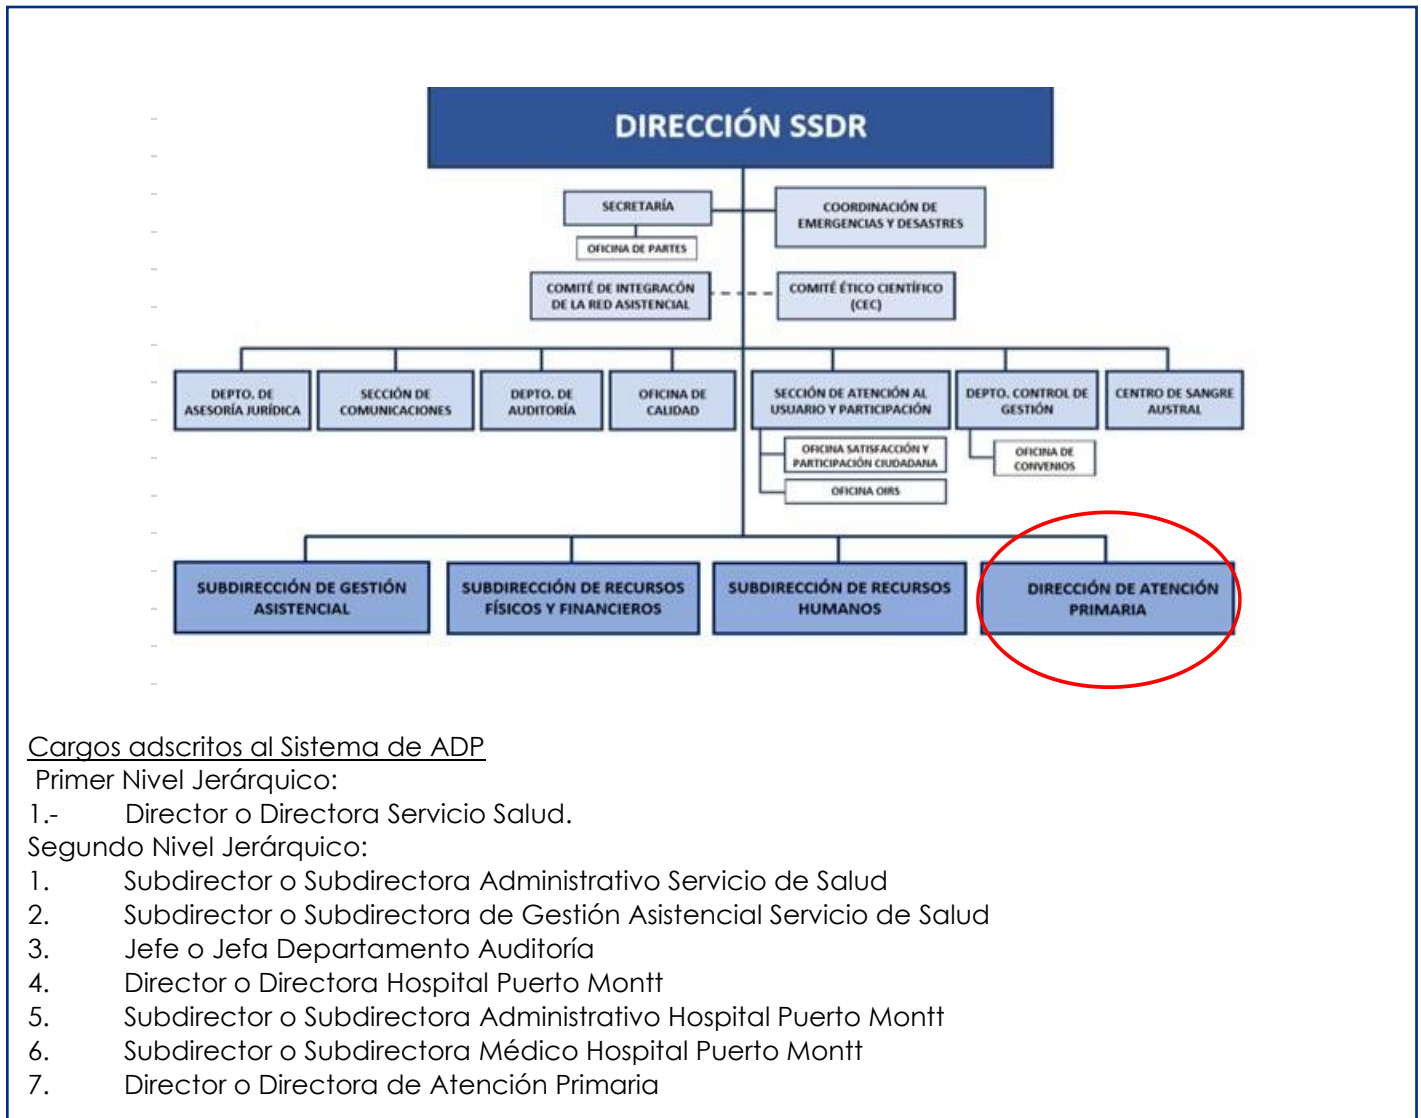 DIRECCIÓN SSDR
SECRETARÍA
COORDINACIÓN DE
EMERGENCIAS Y DESASTRES
OFICINA DE PARTES
COMITÉ DE INTEGRACÓN
DE LA RED ASISTENCIAL
COMITÉ ÉTICO CIENTÍFICO
(CEC)
DEPTO. DE
ASESORÍA JURÍDICA
SECCIÓN DE
COMUNICACIONES
DEPTO. DE
AUDITORÍA
OFICINA DE
CALIDAD
SECCIÓN DE ATENCIÓN AL
USUARIO Y PARTICIPACIÓN
DEPTO. CONTROL DE
GESTIÓN
CENTRO DE SANGRE
AUSTRAL
OFICINA SATISFACCIÓN Y
PARTICIPACIÓN CIUDADANA
OFICINA OIRS
OFICINA DE
CONVENIOS
SUBDIRECCIÓN DE GESTIÓN
ASISTENCIAL
SUBDIRECCIÓN DE RECURSOS
FÍSICOS Y FINANCIEROS
SUBDIRECCIÓN DE RECURSOS
HUMANOS
DIRECCIÓN DE ATENCIÓN
PRIMARIA
Cargos adscritos al Sistema de ADP
Primer Nivel Jerárquico:
1.- Director o Directora Servicio Salud.
Segundo Nivel Jerárquico:
1. Subdirector o Subdirectora Administrativo Servicio de Salud
2. Subdirector o Subdirectora de Gestión Asistencial Servicio de Salud
3. Jefe o Jefa Departamento Auditoría
4. Director o Directora Hospital Puerto Montt
5. Subdirector o Subdirectora Administrativo Hospital Puerto Montt
6. Subdirector o Subdirectora Médico Hospital Puerto Montt
7. Director o Directora de Atención Primaria